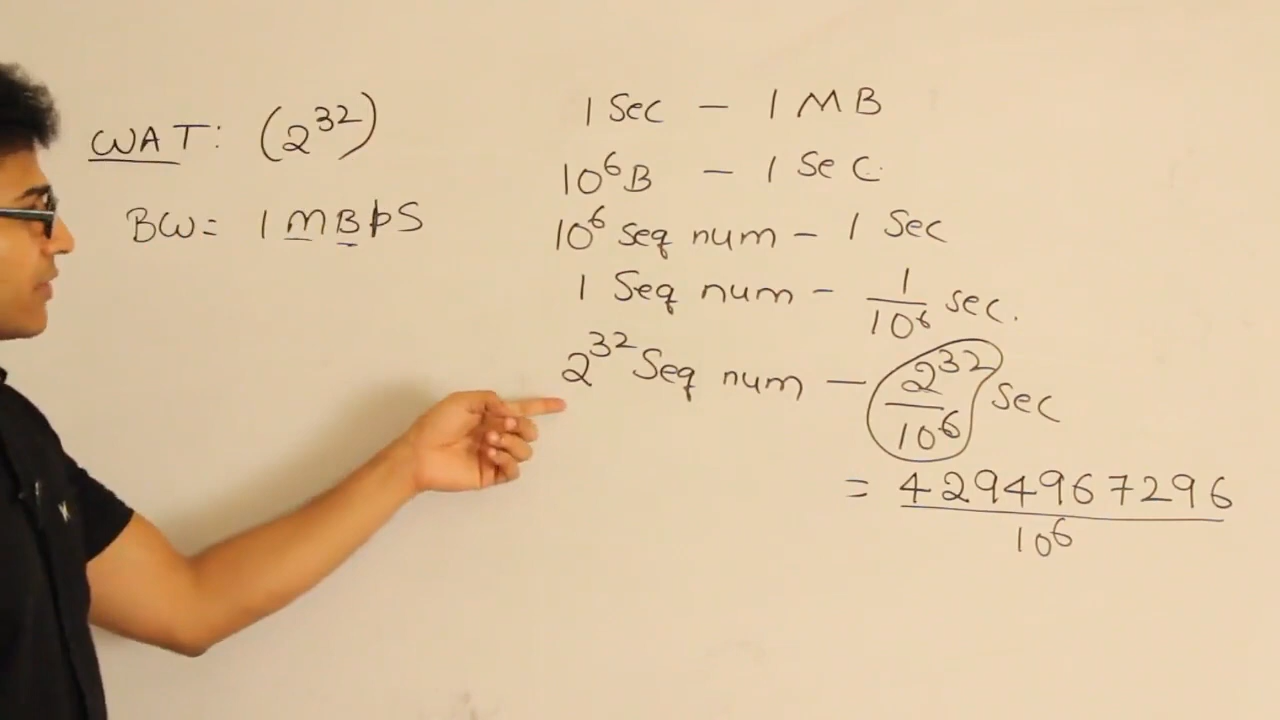 WAT: (2^32)
BW= 1 MBpS
1 Sec - 1 MB
10^6 B - 1 Sec.
10^6 seq num - 1 Sec
1 Seq num - 1/10^6 sec.
2^32 Seq num - 2^32/10^6 sec
= 4294967296/10^6